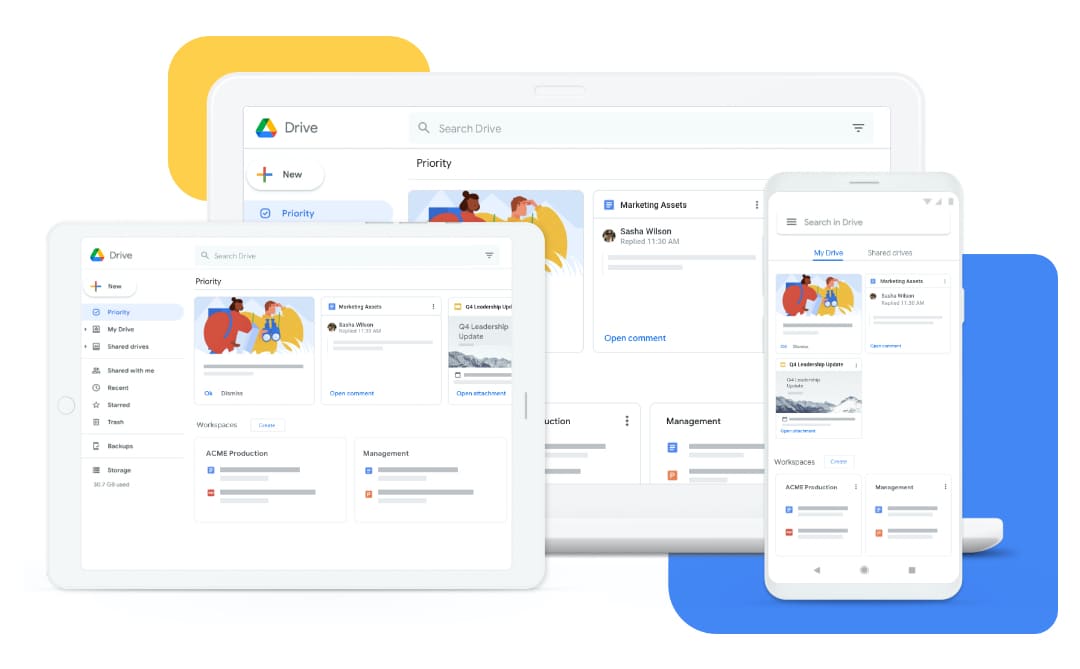 Drive
Search Drive
New
Priority
Priority
Marketing Assets
Sasha Wilson
Replied 11:30 AM
Open comment
uction
Management
Drive
Search Drive
New
Priority
My Drive
Shared drives
Shared with me
Recent
Starred
Trash
Backups
Storage
30.7 GB used
Priority
Ok
Dismiss
Marketing Assets
Sasha Wilson
Replied 11:30 AM
Open comment
Q4 Leadership Upd
Q4 Leadership
Update
Open attachment
Workspaces
Create
ACME Production
Management
Search in Drive
My Drive
Shared drives
Ok
Dismiss
Marketing Assets
Sasha Wilson
Replied 11:30 AM
Open comment
Q4 Leadership Update
Q4 Leadership
Update
Open attachment
Workspaces
Create
ACME Production
Management